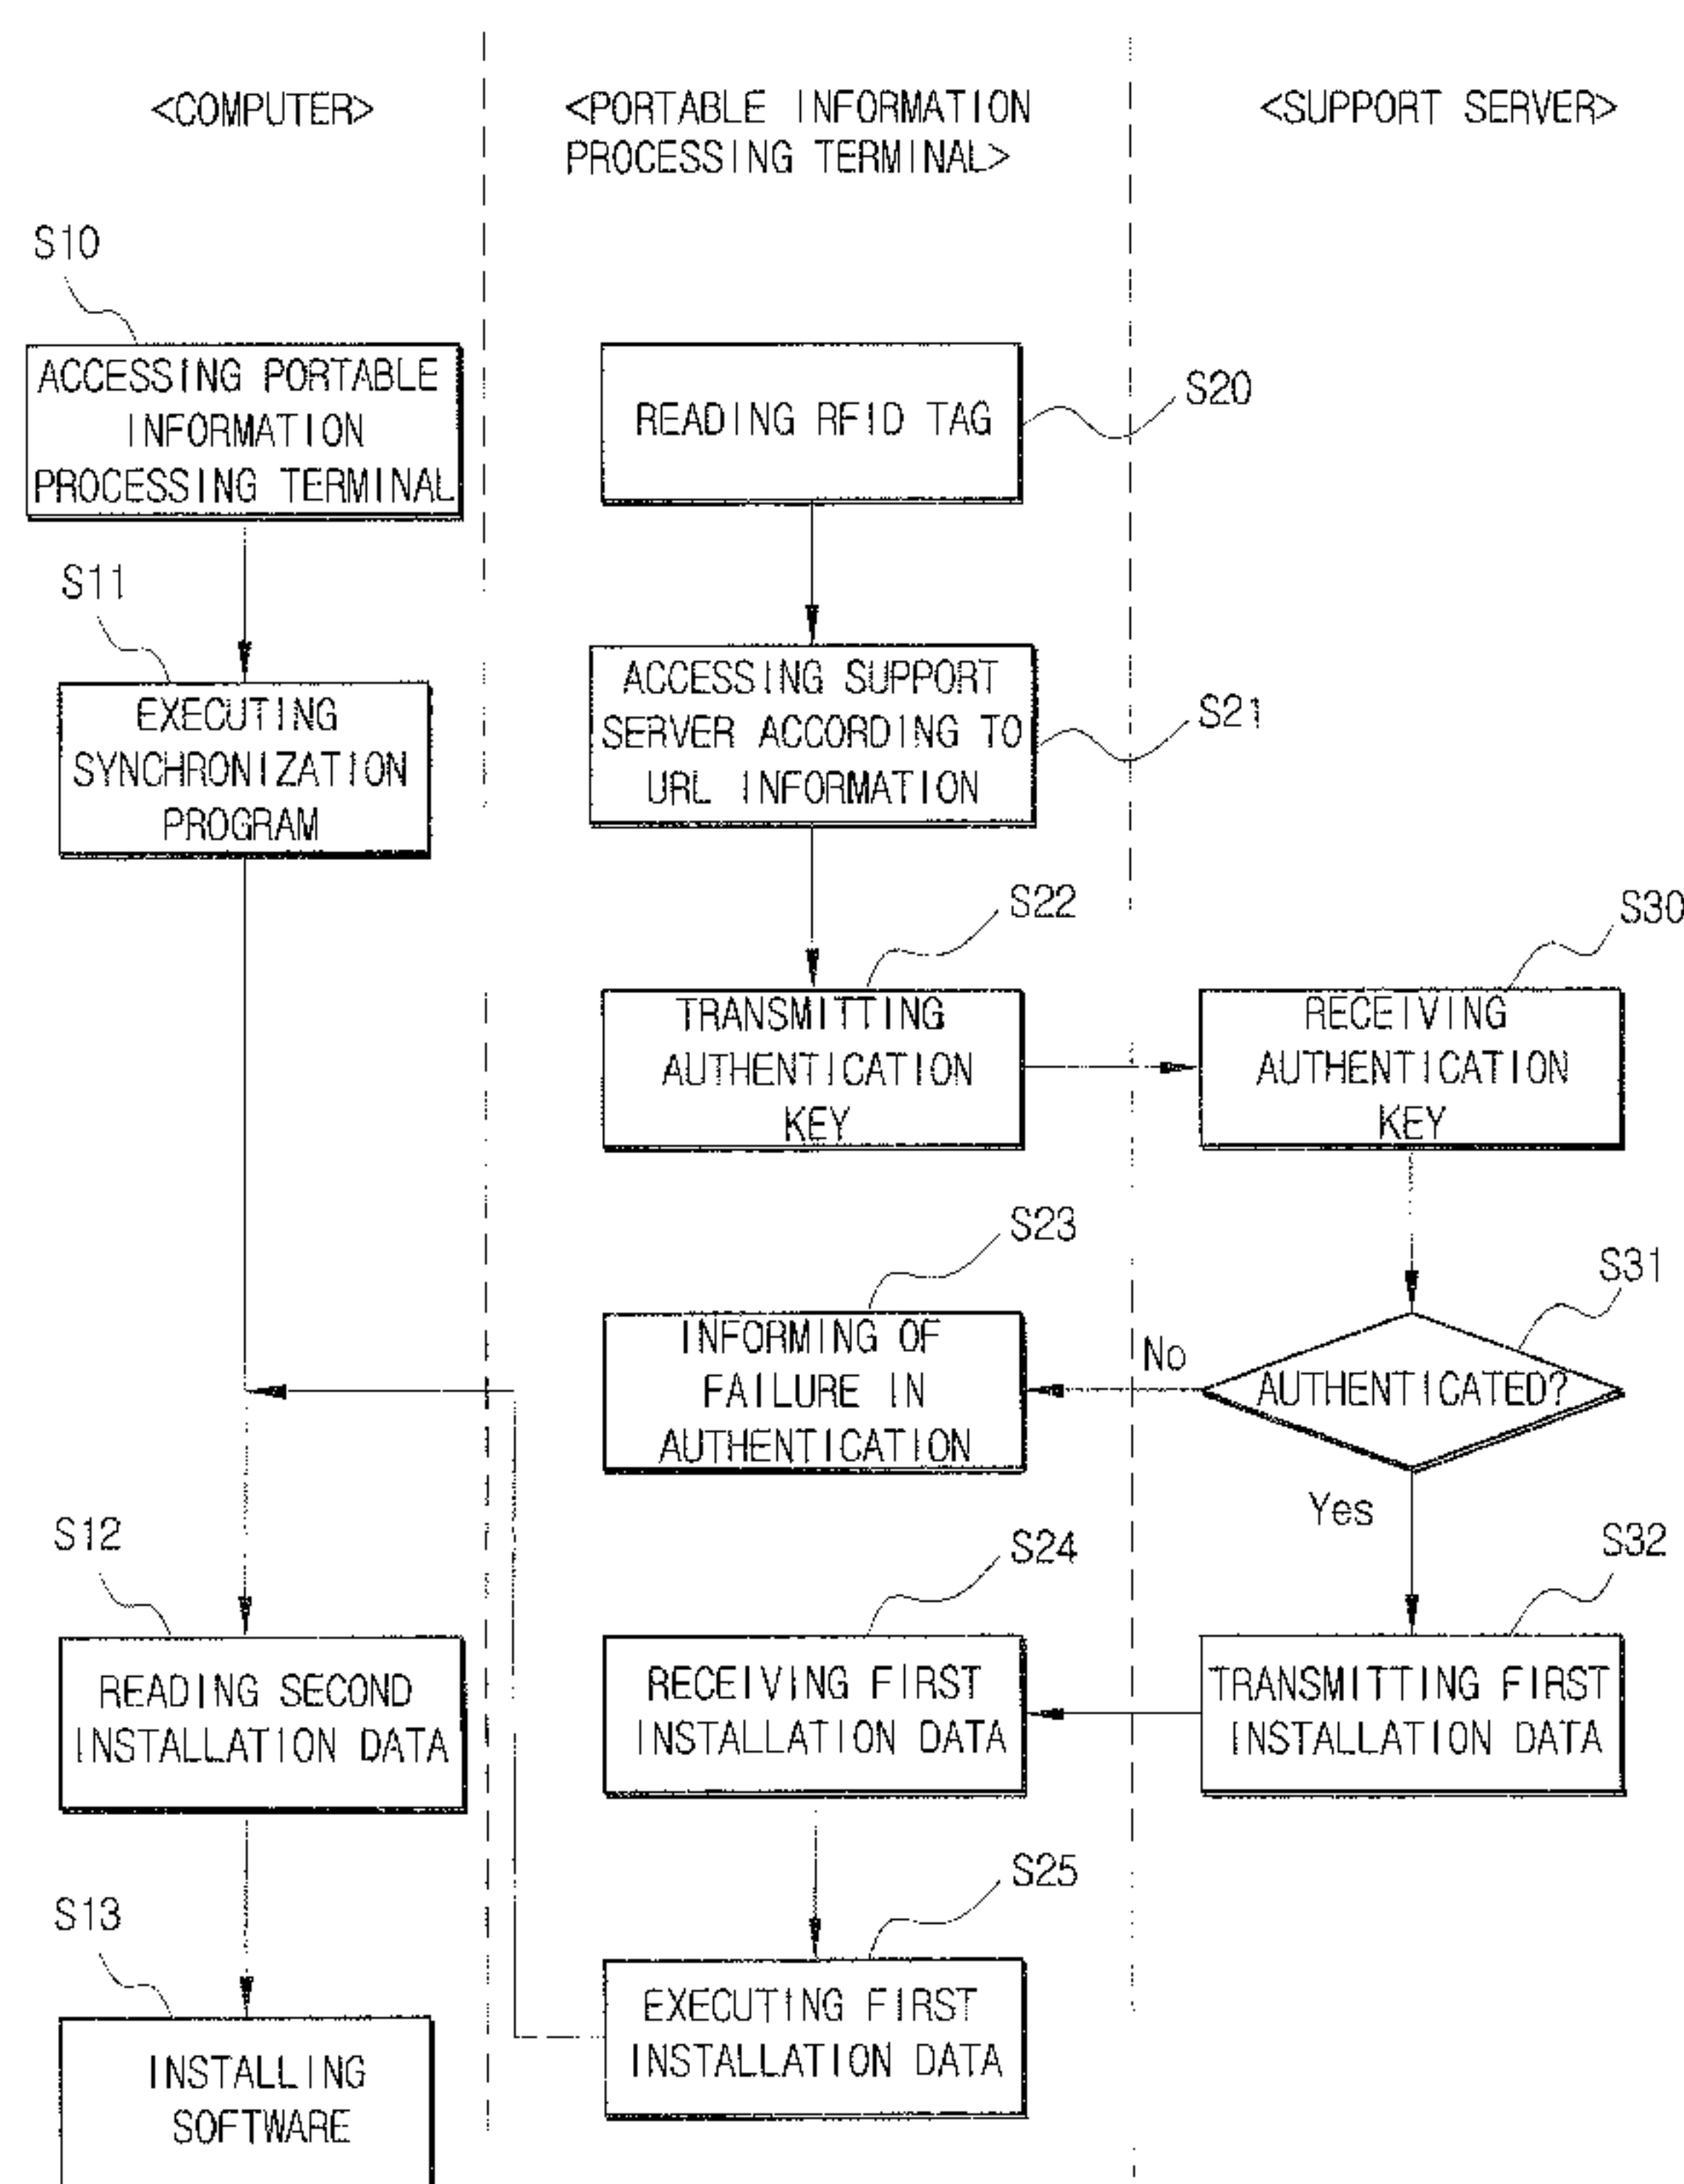 <COMPUTER>
<PORTABLE INFORMATION
PROCESSING TERMINAL>
<SUPPORT SERVER>
S10
ACCESSING PORTABLE
INFORMATION
PROCESSING TERMINAL
S11
EXECUTING
SYNCHRONIZATION
PROGRAM
S12
READING SECOND
INSTALLATION DATA
S13
INSTALLING
SOFTWARE
READING RFID TAG
S20
ACCESSING SUPPORT
SERVER ACCORDING TO
URL INFORMATION
S21
S22
TRANSMITTING
AUTHENTICATION
KEY
S23
INFORMING OF
FAILURE IN
AUTHENTICATION
S24
RECEIVING FIRST
INSTALLATION DATA
S25
EXECUTING FIRST
INSTALLATION DATA
S30
RECEIVING
AUTHENTICATION
KEY
S31
No
AUTHENTICATED?
Yes
S32
TRANSMITTING FIRST
INSTALLATION DATA